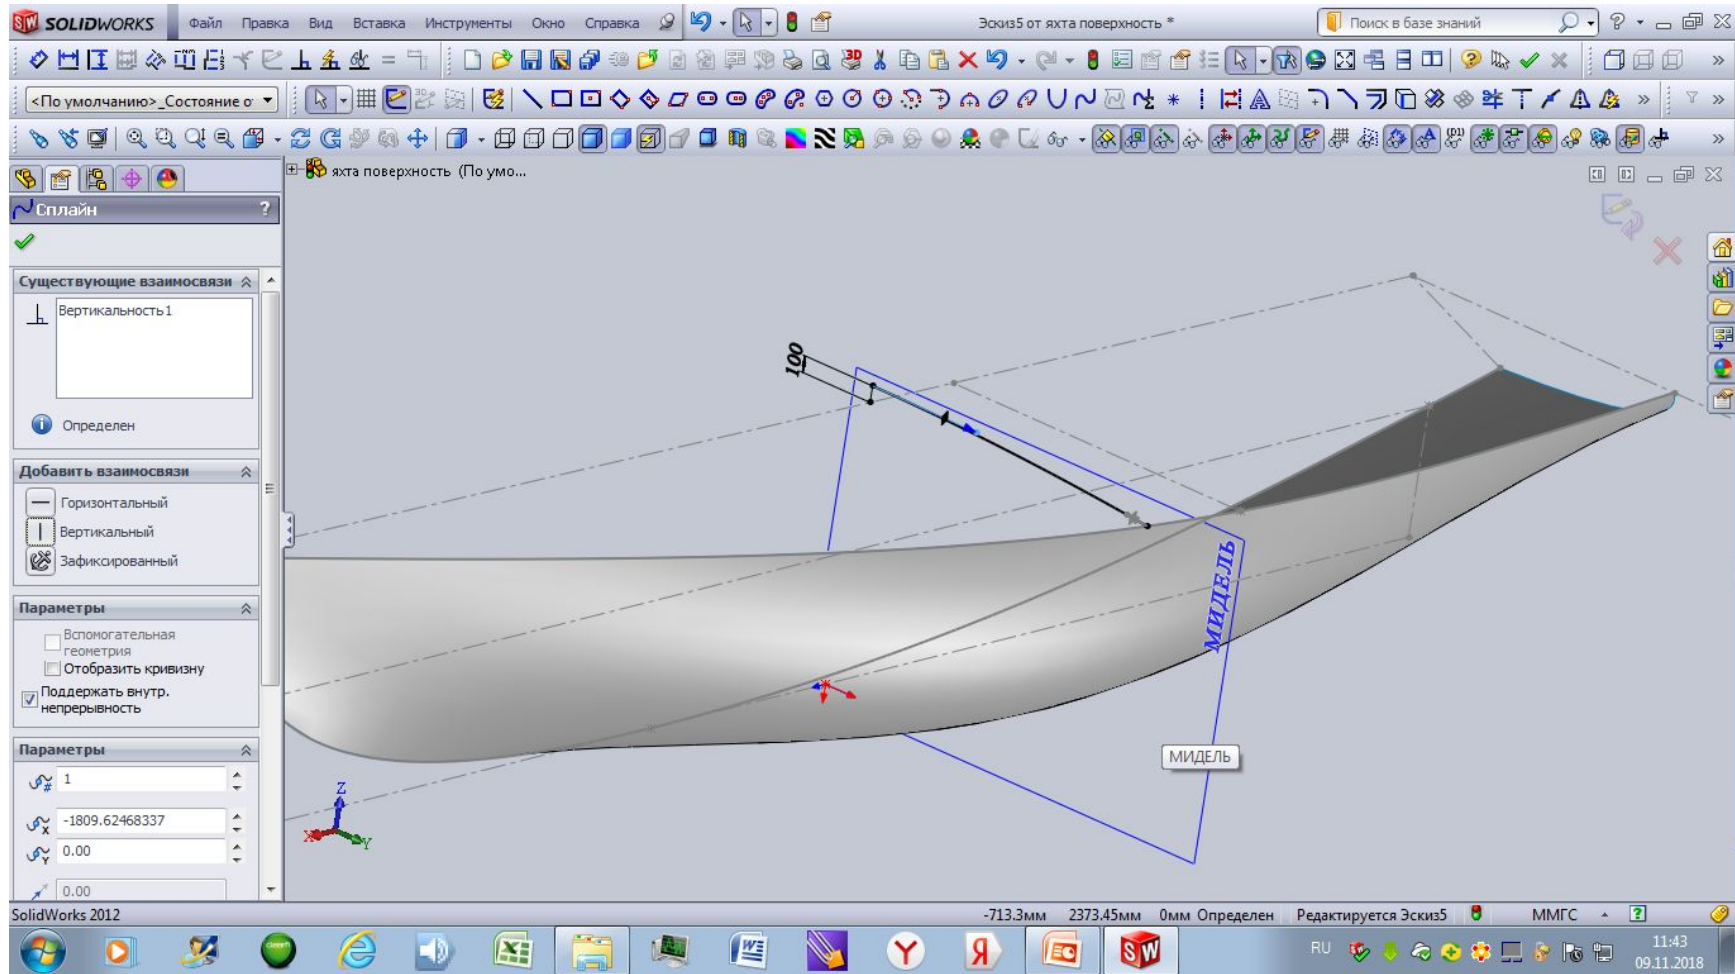 SOLIDWORKS Файл Правка Вид Вставка Инструменты Окно Справка Эскиз5 от яхта поверхность * Поиск в базе знаний
<По умолчанию>_Состояние о
яхта поверхность (По умо...
Сплайн
?
Существующие взаимосвязи
Вертикальность1
Определен
Добавить взаимосвязи
Горизонтальный
Вертикальный
Зафиксированный
Параметры
Вспомогательная
геометрия
Отобразить кривизну
Поддержать внутр.
непрерывность
Параметры
1
-1809.62468337
0.00
0.00
100
МИДЕЛЬ
МИДЕЛЬ
Z
X
Y
SolidWorks 2012 -713.3мм 2373.45мм 0мм Определен Редактируется Эскиз5 ММГС
RU 11:43
09.11.2018